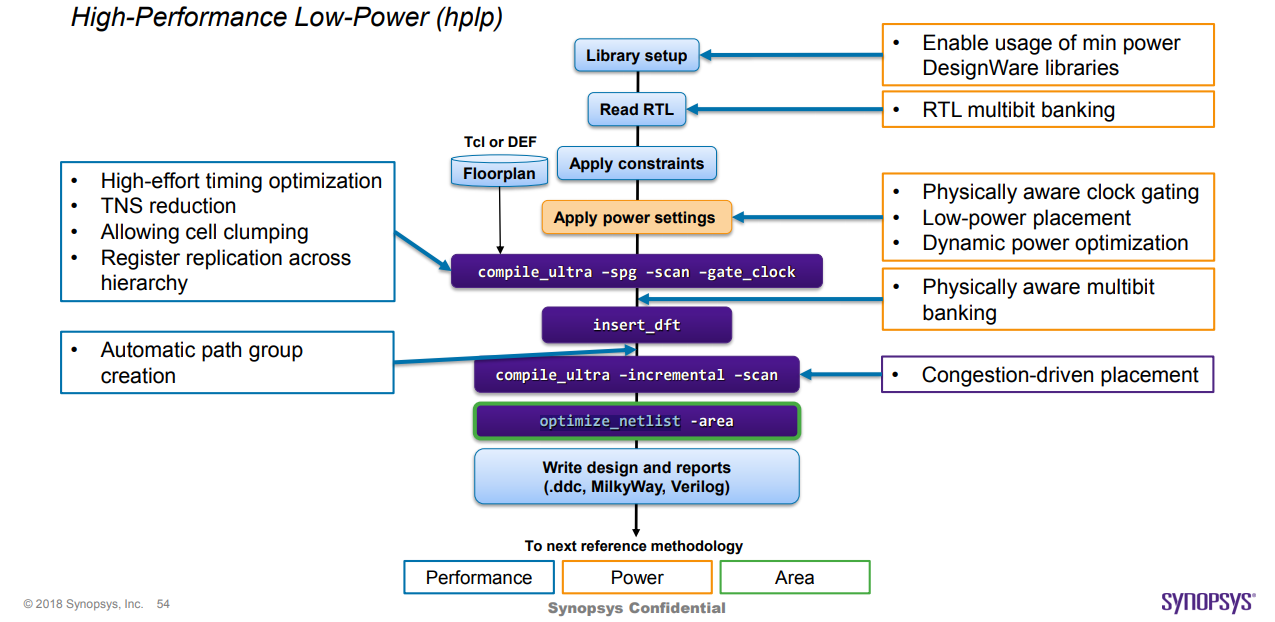 High-Performance Low-Power (hplp)
Library setup
• Enable usage of min power
DesignWare libraries
Read RTL
• RTL multibit banking
Tcl or DEF
Floorplan
Apply constraints
• High-effort timing optimization
• TNS reduction
• Allowing cell clumping
• Register replication across
hierarchy
Apply power settings
• Physically aware clock gating
• Low-power placement
• Dynamic power optimization
compile_ultra –spg –scan –gate_clock
• Physically aware multibit
banking
insert_dft
• Automatic path group
creation
compile_ultra –incremental –scan
• Congestion-driven placement
optimize_netlist -area
Write design and reports
(.ddc, MilkyWay, Verilog)
To next reference methodology
Performance
Power
Area
© 2018 Synopsys, Inc. 54
Synopsys Confidential
SYNOPSYS®